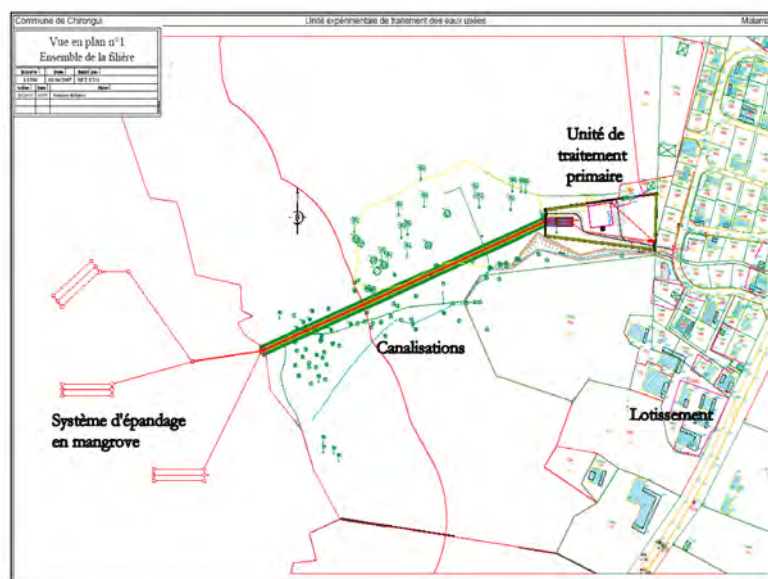 Commune de Chirongui
Unité expérimentale de traitement des eaux usées
Malamani
Vue en plan n°1
Ensemble de la filière
Unité de
traitement
primaire
Canalisations
Système d'épandage
en mangrove
Lotissement